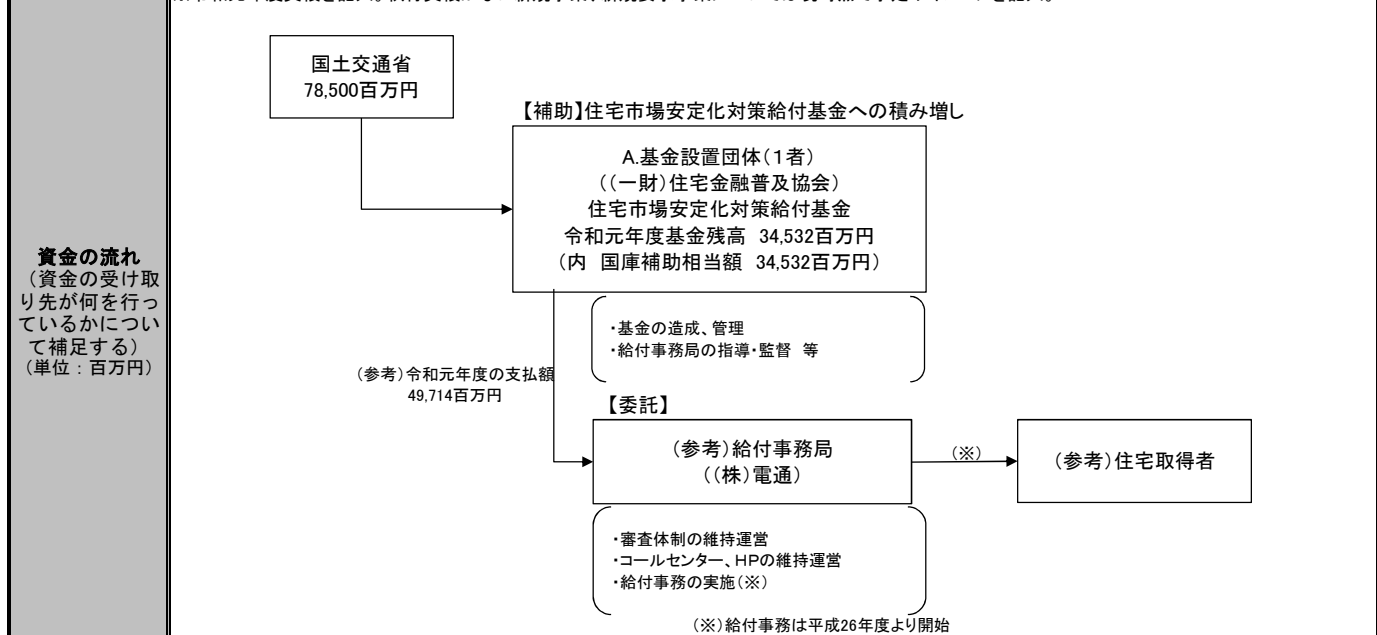 国土交通省
78,500百万円
【補助】住宅市場安定化対策給付基金への積み増し
A.基金設置団体(１者)
((一財)住宅金融普及協会)
住宅市場安定化対策給付基金
令和元年度基金残高 34,532百万円
(内 国庫補助相当額 34,532百万円)
資金の流れ
(資金の受け取
り先が何を行っ
ているかについ
て補足する)
(単位：百万円)
・基金の造成、管理
・給付事務局の指導・監督 等
(参考)令和元年度の支払額
49,714百万円
【委託】
(参考)給付事務局
((株)電通)
(※)
(参考)住宅取得者
・審査体制の維持運営
・コールセンター、HPの維持運営
・給付事務の実施(※)
(※)給付事務は平成26年度より開始